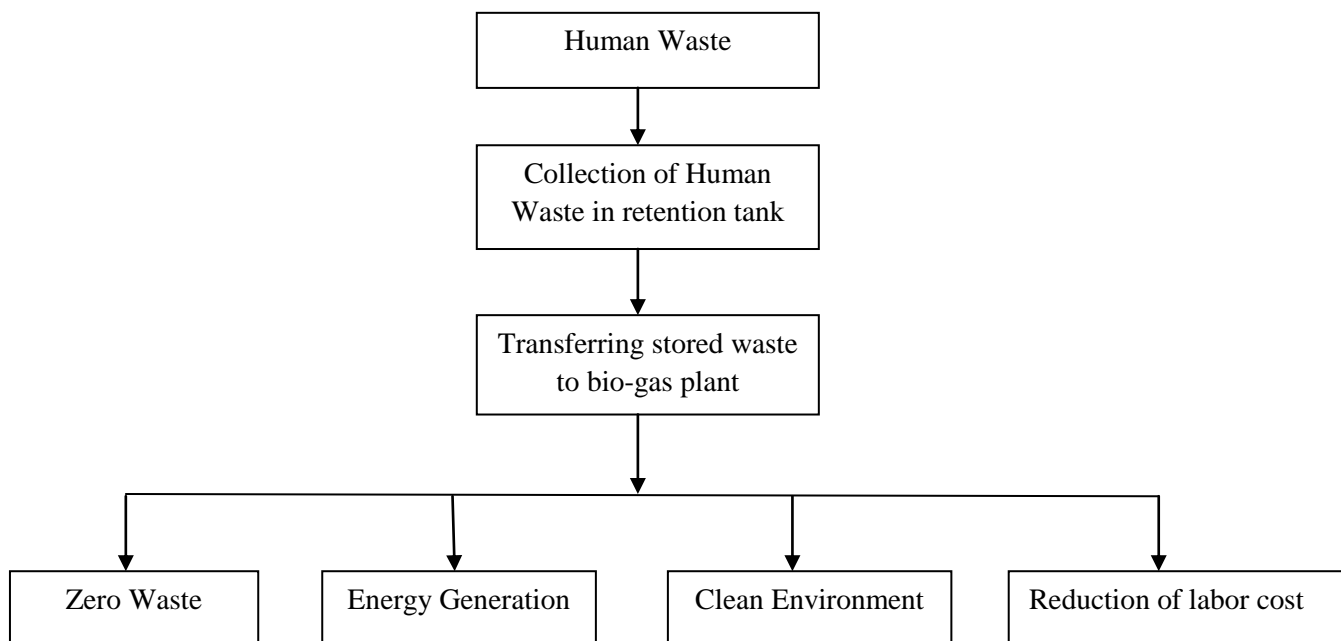 Human Waste
Collection of Human
Waste in retention tank
Transferring stored waste
to bio-gas plant
Zero Waste
Energy Generation
Clean Environment
Reduction of labor cost